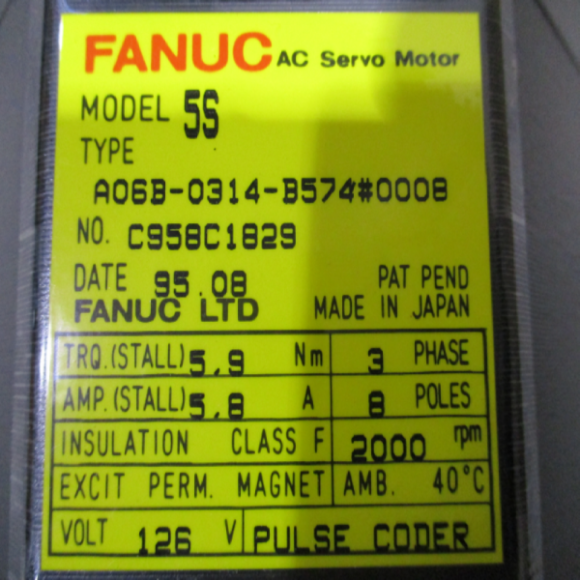 FANUC AC Servo Motor
MODEL 5S
TYPE
A06B-0314-B574#0008
NO. C958C1829
DATE 95.08 PAT PEND
FANUC LTD MADE IN JAPAN
TRQ.(STALL) 5.9 Nm 3 PHASE
AMP.(STALL) 5.8 A 8 POLES
INSULATION CLASS F 2000 rpm
EXCIT PERM. MAGNET AMB. 40°C
VOLT 126 V PULSE CODER